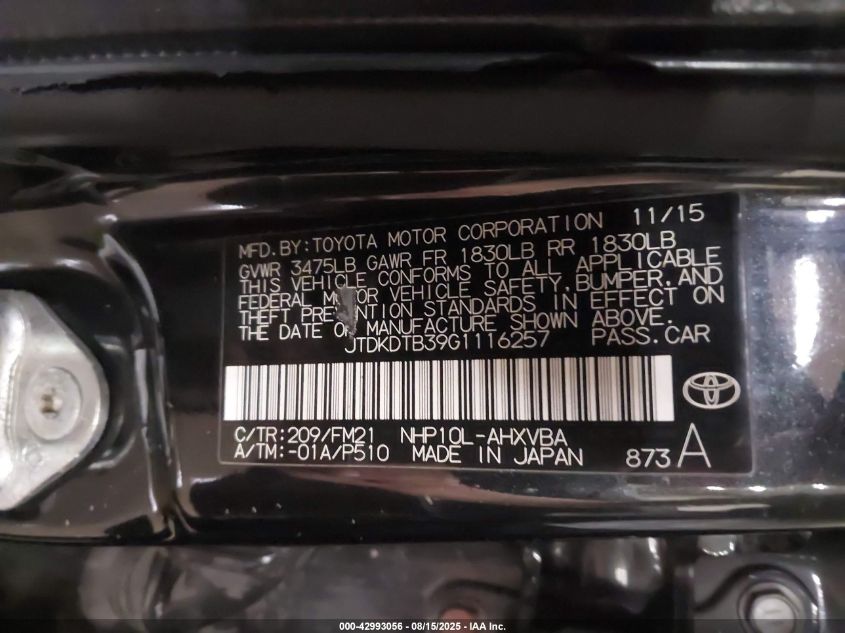 MFD. BY: TOYOTA MOTOR CORPORATION 11/15
GVWR 3475LB GAWR FR 1830LB RR 1830LB
THIS VEHICLE CONFORMS TO ALL APPLICABLE
FEDERAL MOTOR VEHICLE SAFETY, BUMPER, AND
THEFT PREVENTION STANDARDS IN EFFECT ON
THE DATE OF MANUFACTURE SHOWN ABOVE.
JTDKDTB39G1116257 PASS. CAR
C/TR: 209/FM21 NHP10L-AHXVBA
A/TM: -01A/P510 MADE IN JAPAN 873 A
000-42993056 - 08/15/2025 - IAA Inc.